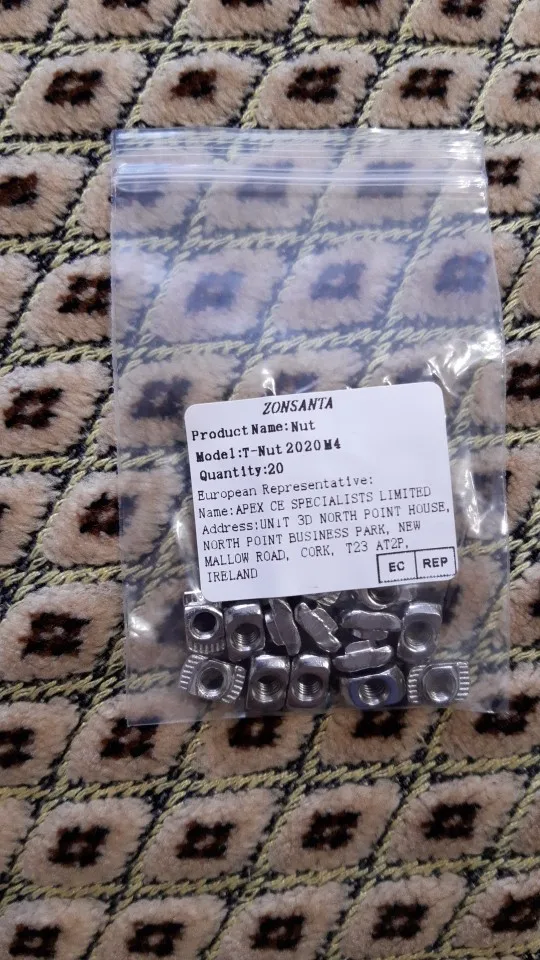 ZONSANTA
Product Name:Nut
Model:T-Nut 2020 M4
Quantity:20
European Representative:
Name:APEX CE SPECIALISTS LIMITED
Address:UNIT 3D NORTH POINT HOUSE,
NORTH POINT BUSINESS PARK, NEW
MALLOW ROAD, CORK, T23 AT2P,
IRELAND
EC REP